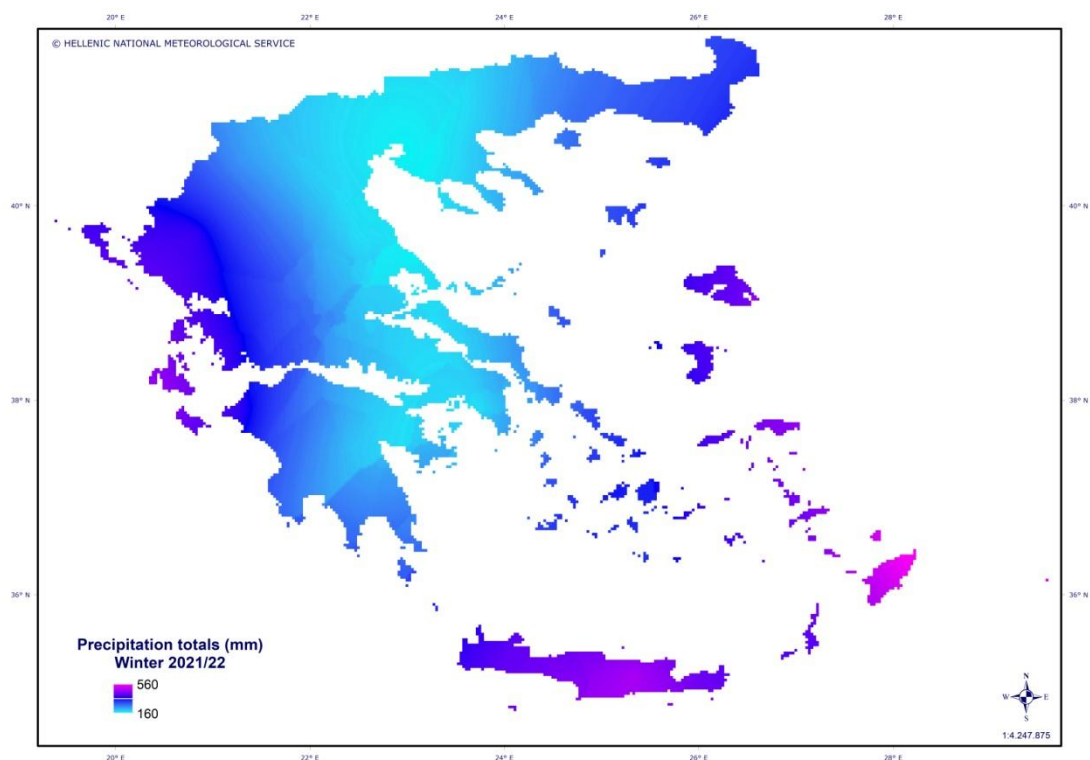 20° E 22° E 24° E 26° E 28° E
© HELLENIC NATIONAL METEOROLOGICAL SERVICE
40° N 40° N
38° N 38° N
36° N 36° N
Precipitation totals (mm)
Winter 2021/22
560
160
N
W E
S
1:4.247.875
20° E 22° E 24° E 26° E 28° E